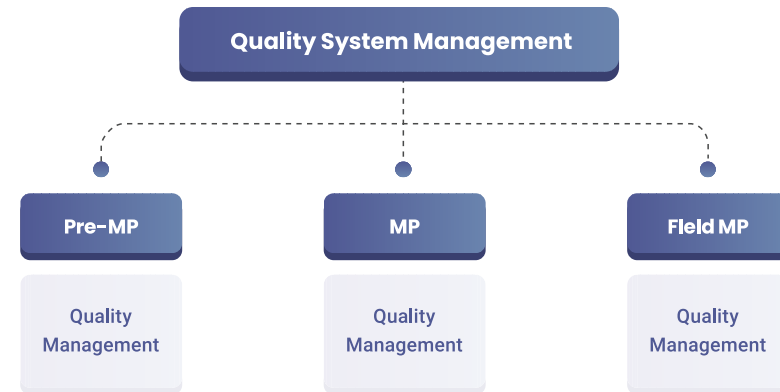 Quality System Management
Pre-MP
MP
Field MP
Quality
Management
Quality
Management
Quality
Management